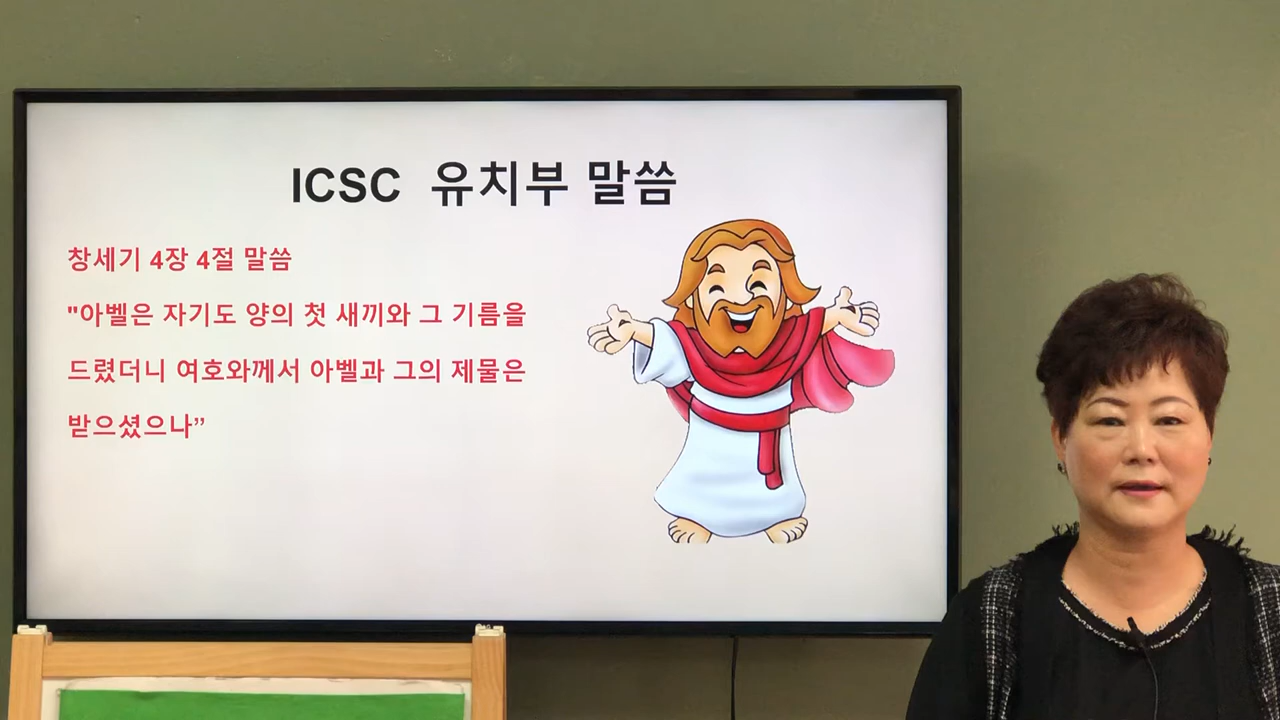 ICSC 유치부 말씀
창세기 4장 4절 말씀
"아벨은 자기도 양의 첫 새끼와 그 기름을
드렸더니 여호와께서 아벨과 그의 제물은
받으셨으나”